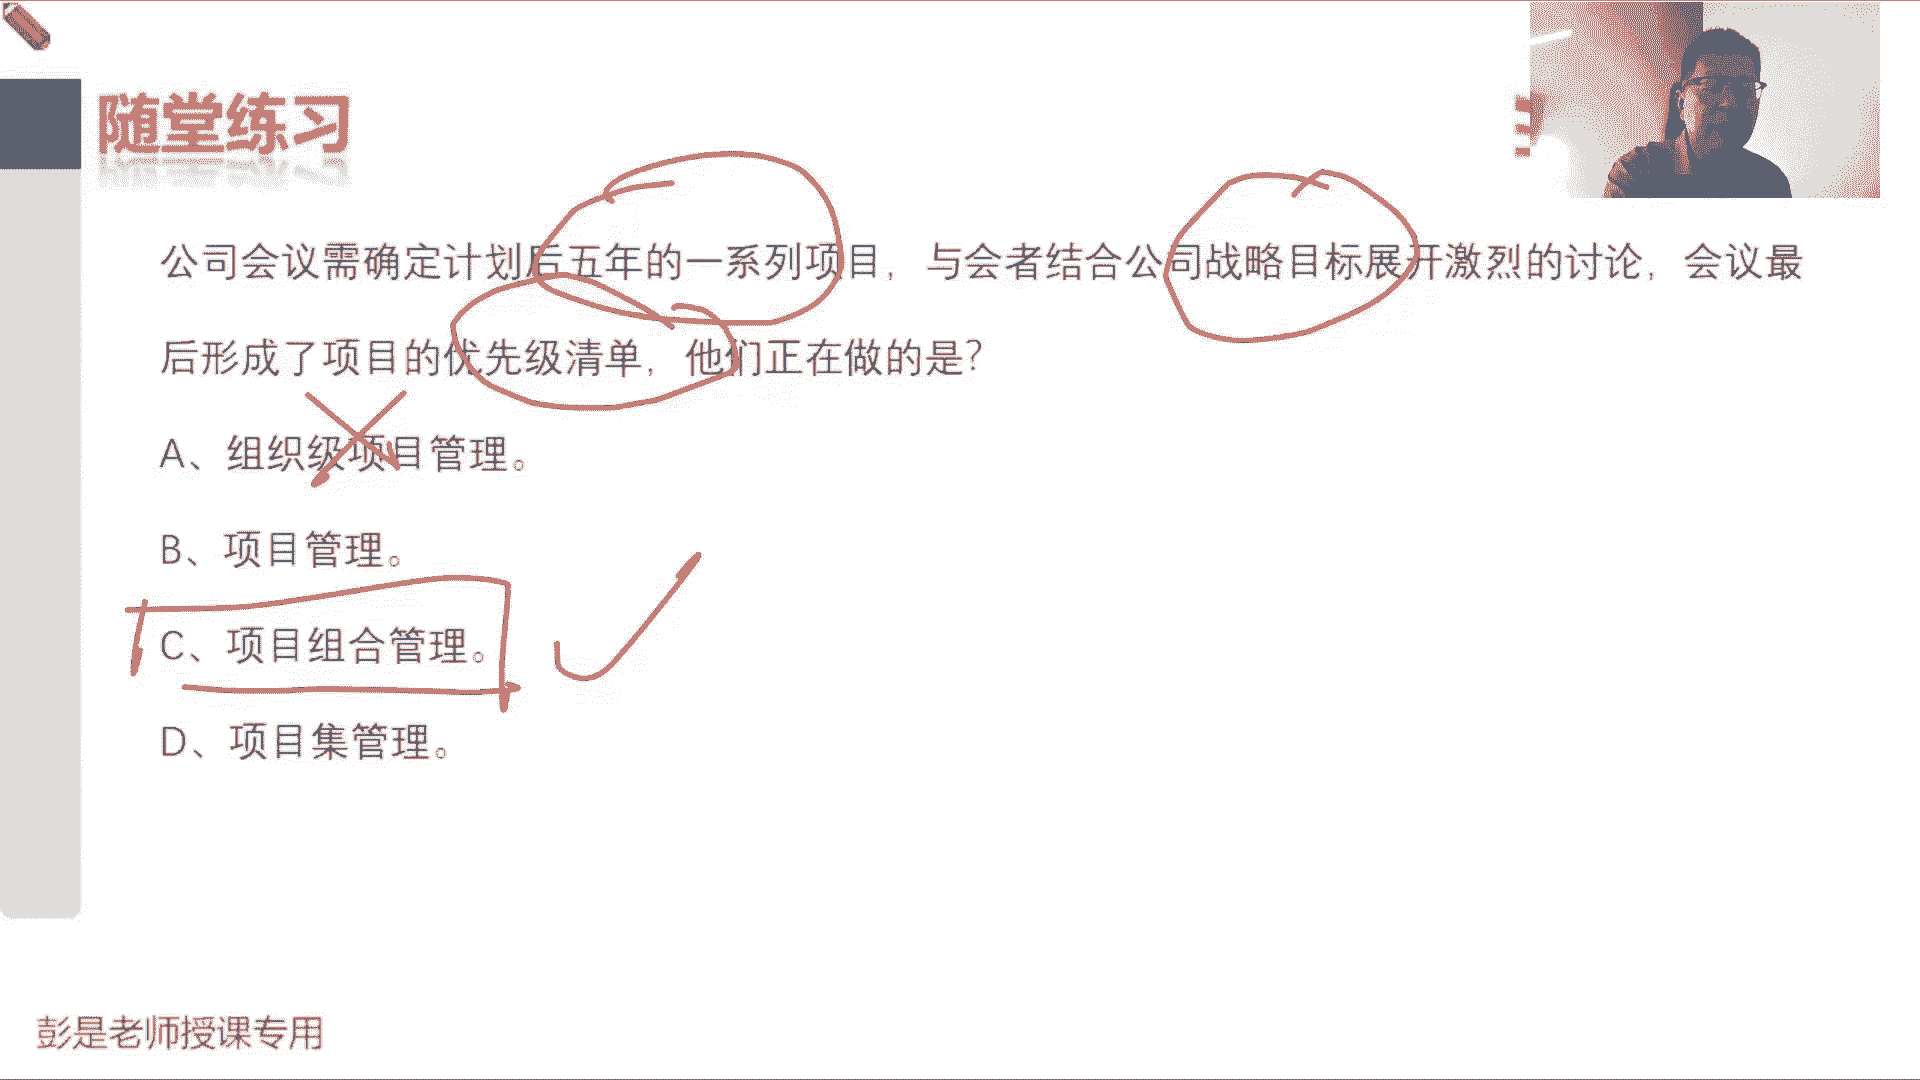 随堂练习
公司会议需确定计划后五年的一系列项目，与会者结合公司战略目标展开激烈的讨论，会议最
后形成了项目的优先级清单，他们正在做的是？
A、组织级项目管理。
B、项目管理。
C、项目组合管理。
D、项目集管理。
彭是老师授课专用